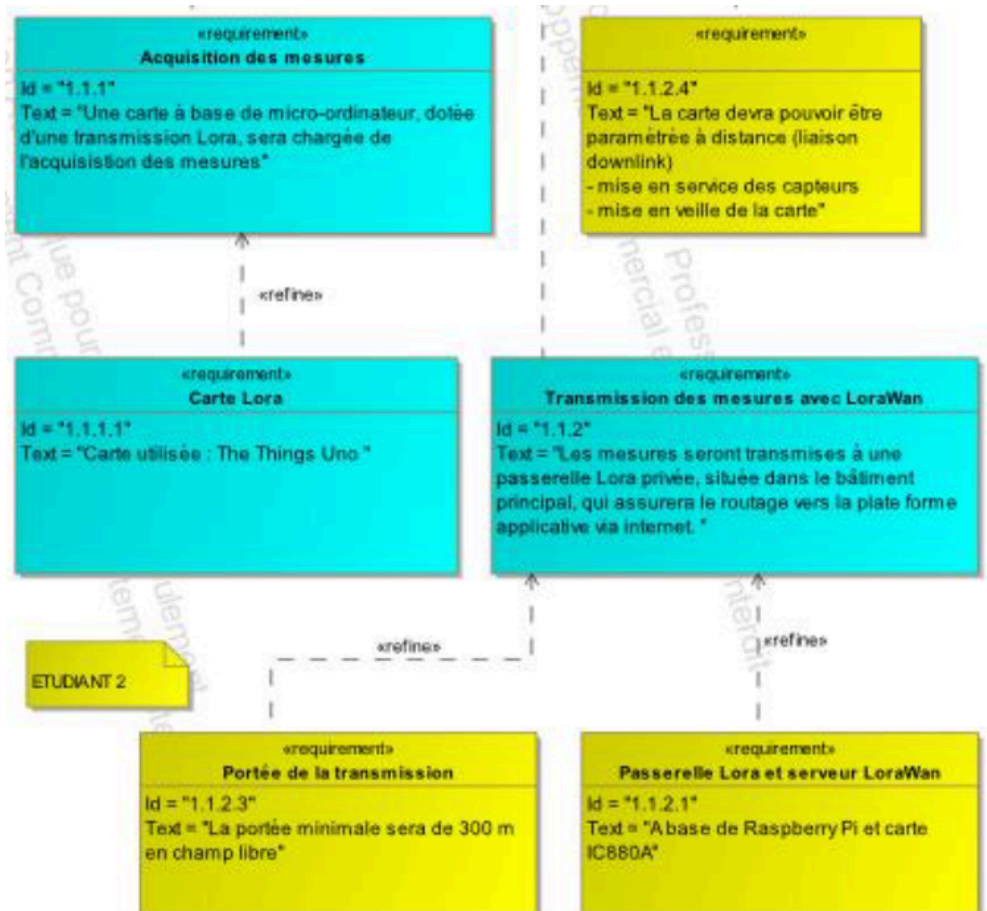 «requirement»
Acquisition des mesures
Id = "1.1.1"
Text = "Une carte à base de micro-ordinateur, dotée
d'une transmission Lora, sera chargée de
l'acquisistion des mesures"
«requirement»
Id = "1.1.2.4"
Text = "La carte devra pouvoir être
paramètrée à distance (liaison
downlink)
- mise en service des capteurs
- mise en veille de la carte"
«refine»
«requirement»
Carte Lora
Id = "1.1.1.1"
Text = "Carte utilisée : The Things Uno "
«requirement»
Transmission des mesures avec LoraWan
Id = "1.1.2"
Text = "Les mesures seront transmises à une
passerelle Lora privée, située dans le bâtiment
principal, qui assurera le routage vers la plate forme
applicative via internet. "
«refine»
«refine»
ETUDIANT 2
«requirement»
Portée de la transmission
Id = "1.1.2.3"
Text = "La portée minimale sera de 300 m
en champ libre"
«requirement»
Passerelle Lora et serveur LoraWan
Id = "1.1.2.1"
Text = "A base de Raspberry Pi et carte
IC880A"